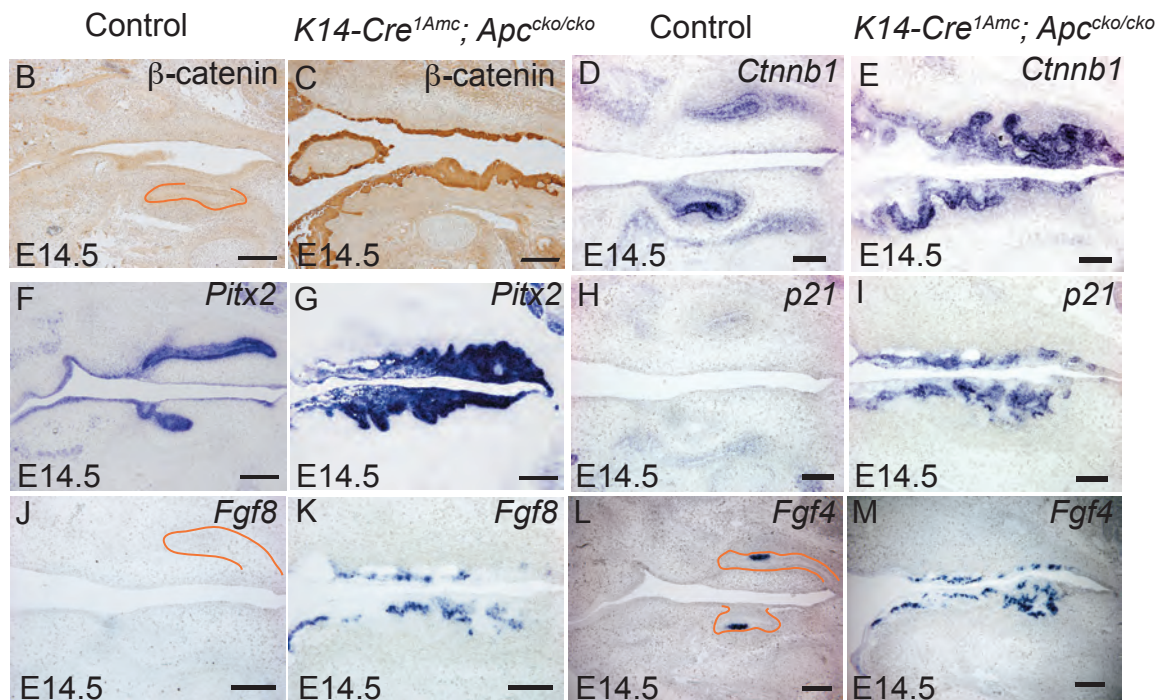 Control K14-Cre1Amc; Apccko/cko Control K14-Cre1Amc; Apccko/cko
B β-catenin C β-catenin D Ctnnb1 E Ctnnb1
E14.5 E14.5 E14.5 E14.5
F Pitx2 G Pitx2 H p21 I p21
E14.5 E14.5 E14.5 E14.5
J Fgf8 K Fgf8 L Fgf4 M Fgf4
E14.5 E14.5 E14.5 E14.5